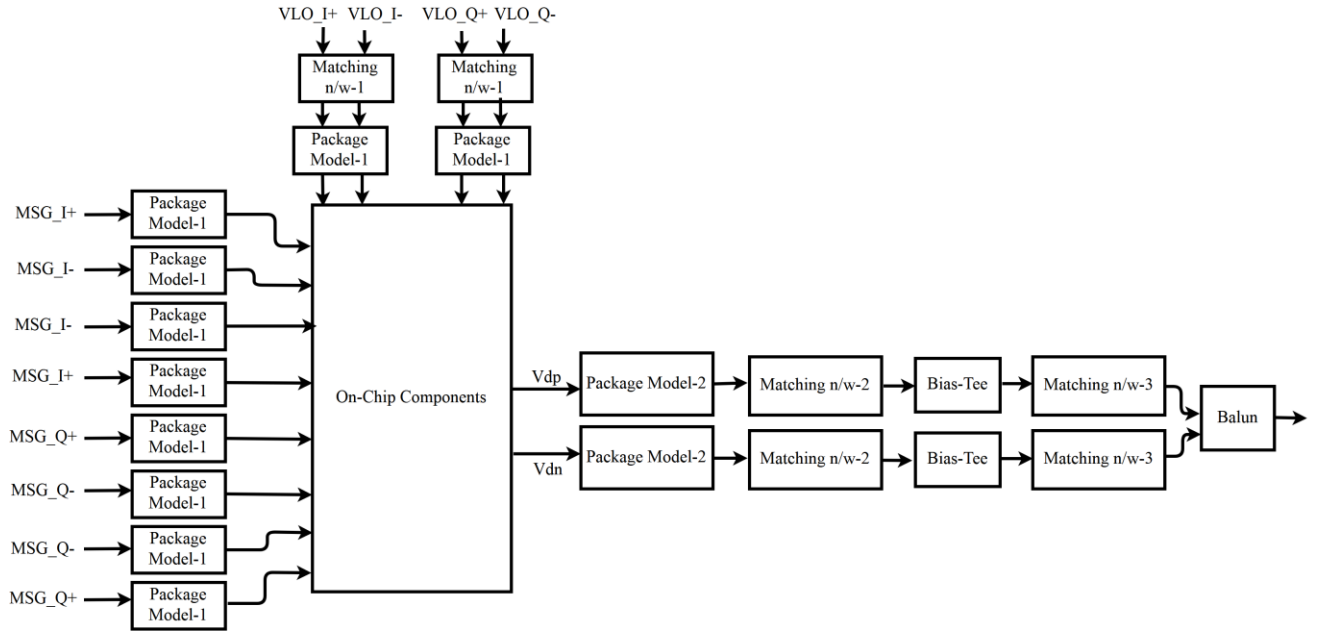 VLO_I+ VLO_I- VLO_Q+ VLO_Q-
Matching
n/w-1
Matching
n/w-1
Package
Model-1
Package
Model-1
MSG_I+
Package
Model-1
MSG_I-
Package
Model-1
MSG_I-
Package
Model-1
MSG_I+
Package
Model-1
MSG_Q+
Package
Model-1
MSG_Q-
Package
Model-1
MSG_Q-
Package
Model-1
MSG_Q+
Package
Model-1
On-Chip Components
Vdp
Package Model-2
Matching n/w-2
Bias-Tee
Matching n/w-3
Vdn
Package Model-2
Matching n/w-2
Bias-Tee
Matching n/w-3
Balun